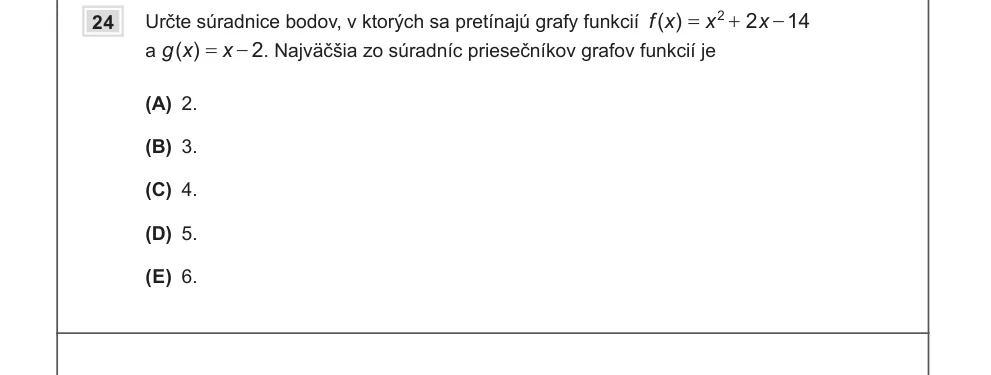 24 Určte súradnice bodov, v ktorých sa pretínajú grafy funkcií f(x) = x² + 2x − 14
a g(x) = x − 2. Najväčšia zo súradníc priesečníkov grafov funkcií je
(A) 2.
(B) 3.
(C) 4.
(D) 5.
(E) 6.